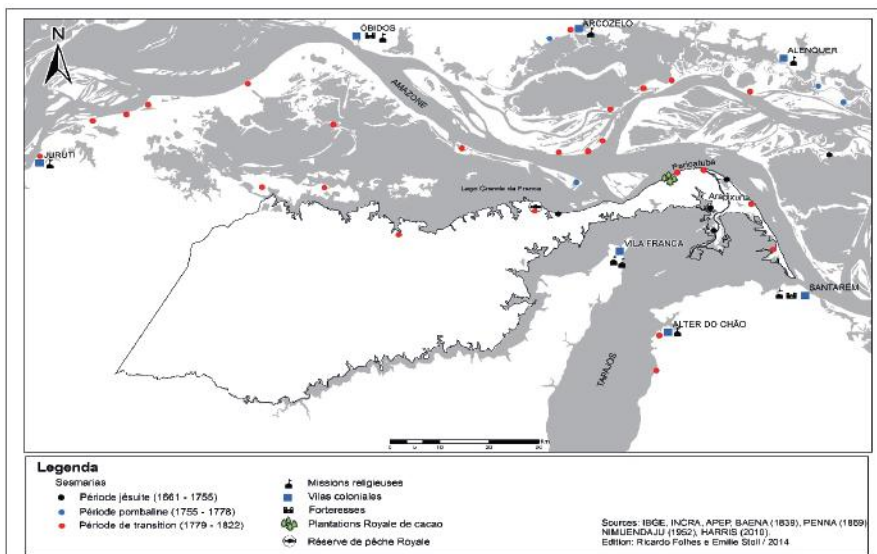 N
ÓBIDOS
ARCOZELO
ALENQUER
AMAZONE
JURUTI
Paricatuba
Lago Grande da Franca
Arapixuna
VILA FRANCA
SANTARÉM
ALTER DO CHÃO
TAPAJÓS
Km
Legenda
Sesmarias
Période jésuite (1661 - 1755)
Période pombaline (1755 - 1778)
Période de transition (1779 - 1822)
Missions religieuses
Vilas coloniales
Forteresses
Plantations Royale de cacao
Réserve de pêche Royale
Sources: IBGE, INCRA, APEP, BAENA (1839), PENNA (1869)
NIMUENDAJU (1952), HARRIS (2010).
Edition: Ricardo Folhes e Emilie Stoll / 2014